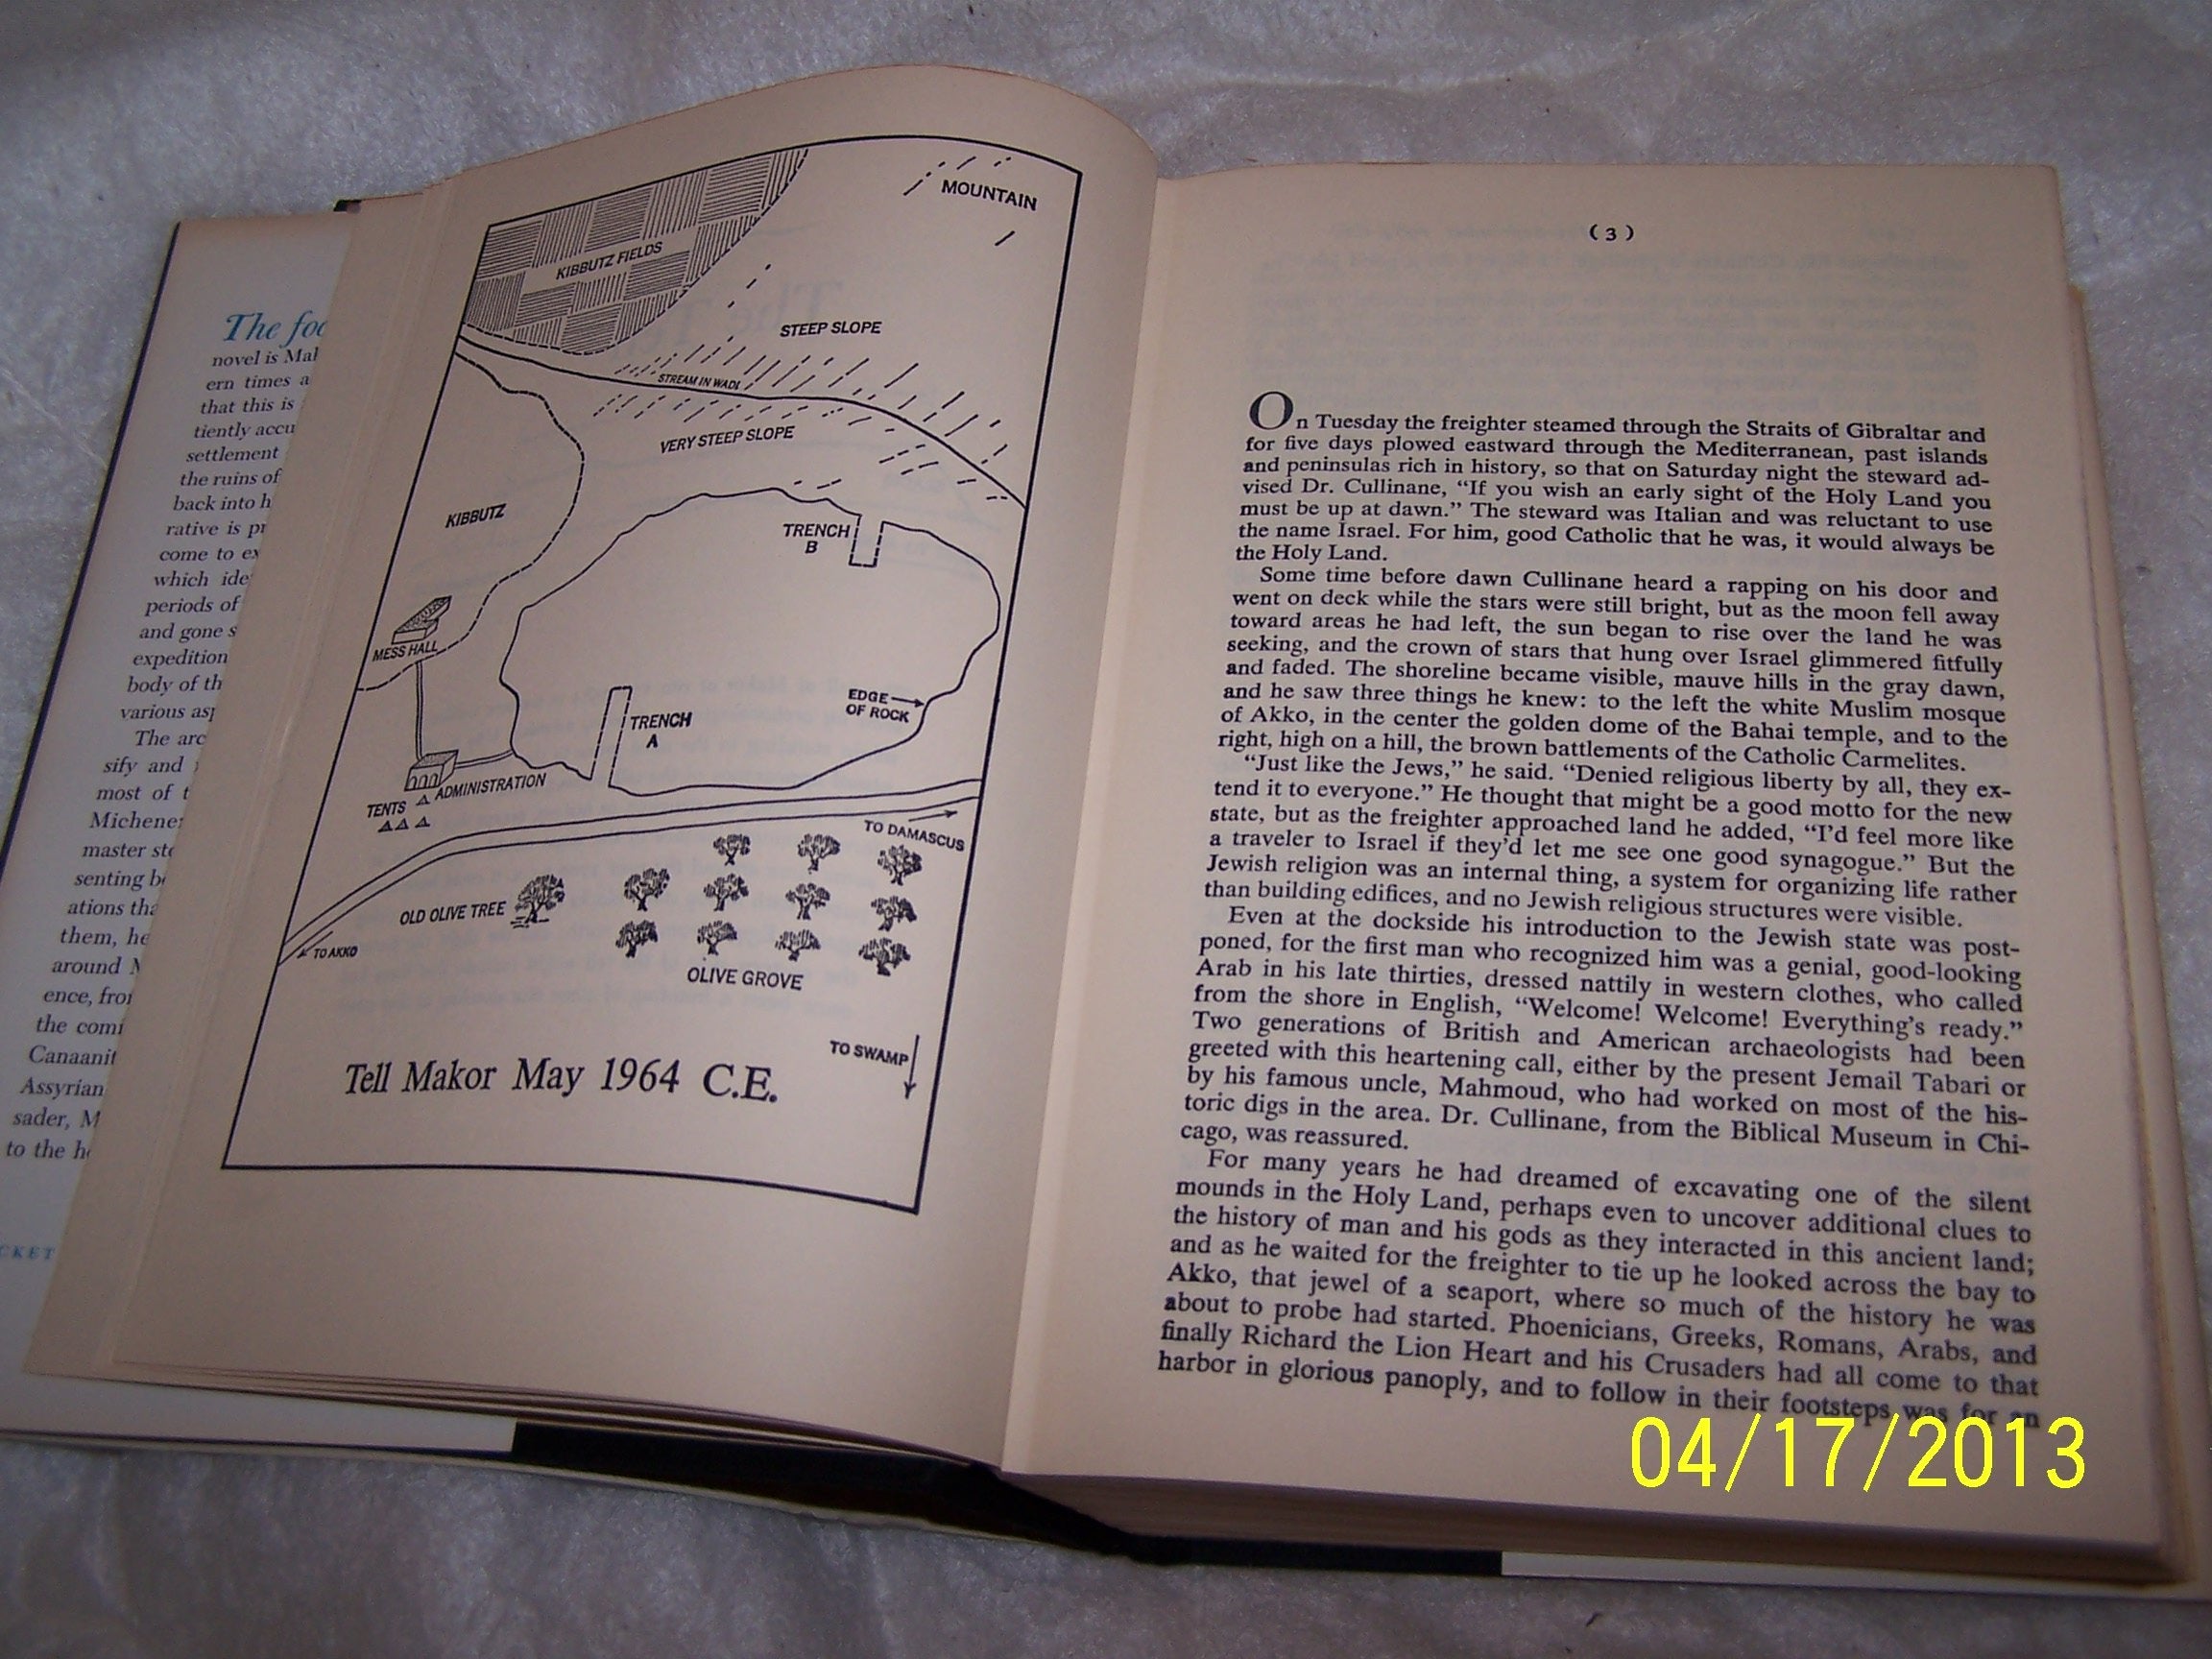 The foc
novel is Mal
ern times a
that this is
tiently accu
settlement
the ruins of
back into h
rative is pr
come to ex
which ide
periods of
and gone s
expedition
body of th
various asp
The arc
sify and
most of t
Michener
master sto
senting b
ations tha
them, he
around M
ence, from
the comi
Canaanit
Assyrian
sader, M
to the h
CKET
MOUNTAIN
KIBBUTZ FIELDS
STEEP SLOPE
STREAM IN WADI
VERY STEEP SLOPE
KIBBUTZ
TRENCH
B
MESS HALL
EDGE
OF ROCK
TRENCH
A
ADMINISTRATION
TENTS
TO DAMASCUS
OLD OLIVE TREE
TO AKKO
OLIVE GROVE
TO SWAMP
Tell Makor May 1964 C.E.
(3)
On Tuesday the freighter steamed through the Straits of Gibraltar and
for five days plowed eastward through the Mediterranean, past islands
and peninsulas rich in history, so that on Saturday night the steward ad-
vised Dr. Cullinane, “If you wish an early sight of the Holy Land you
must be up at dawn.” The steward was Italian and was reluctant to use
the name Israel. For him, good Catholic that he was, it would always be
the Holy Land.
Some time before dawn Cullinane heard a rapping on his door and
went on deck while the stars were still bright, but as the moon fell away
toward areas he had left, the sun began to rise over the land he was
seeking, and the crown of stars that hung over Israel glimmered fitfully
and faded. The shoreline became visible, mauve hills in the gray dawn,
and he saw three things he knew: to the left the white Muslim mosque
of Akko, in the center the golden dome of the Bahai temple, and to the
right, high on a hill, the brown battlements of the Catholic Carmelites.
“Just like the Jews,” he said. “Denied religious liberty by all, they ex-
tend it to everyone.” He thought that might be a good motto for the new
state, but as the freighter approached land he added, “I’d feel more like
a traveler to Israel if they’d let me see one good synagogue.” But the
Jewish religion was an internal thing, a system for organizing life rather
than building edifices, and no Jewish religious structures were visible.
Even at the dockside his introduction to the Jewish state was post-
poned, for the first man who recognized him was a genial, good-looking
Arab in his late thirties, dressed nattily in western clothes, who called
from the shore in English, “Welcome! Welcome! Everything’s ready.”
Two generations of British and American archaeologists had been
greeted with this heartening call, either by the present Jemail Tabari or
by his famous uncle, Mahmoud, who had worked on most of the his-
toric digs in the area. Dr. Cullinane, from the Biblical Museum in Chi-
cago, was reassured.
For many years he had dreamed of excavating one of the silent
mounds in the Holy Land, perhaps even to uncover additional clues to
the history of man and his gods as they interacted in this ancient land;
and as he waited for the freighter to tie up he looked across the bay to
Akko, that jewel of a seaport, where so much of the history he was
about to probe had started. Phoenicians, Greeks, Romans, Arabs, and
finally Richard the Lion Heart and his Crusaders had all come to that
harbor in glorious panoply, and to follow in their footsteps was for an
04/17/2013